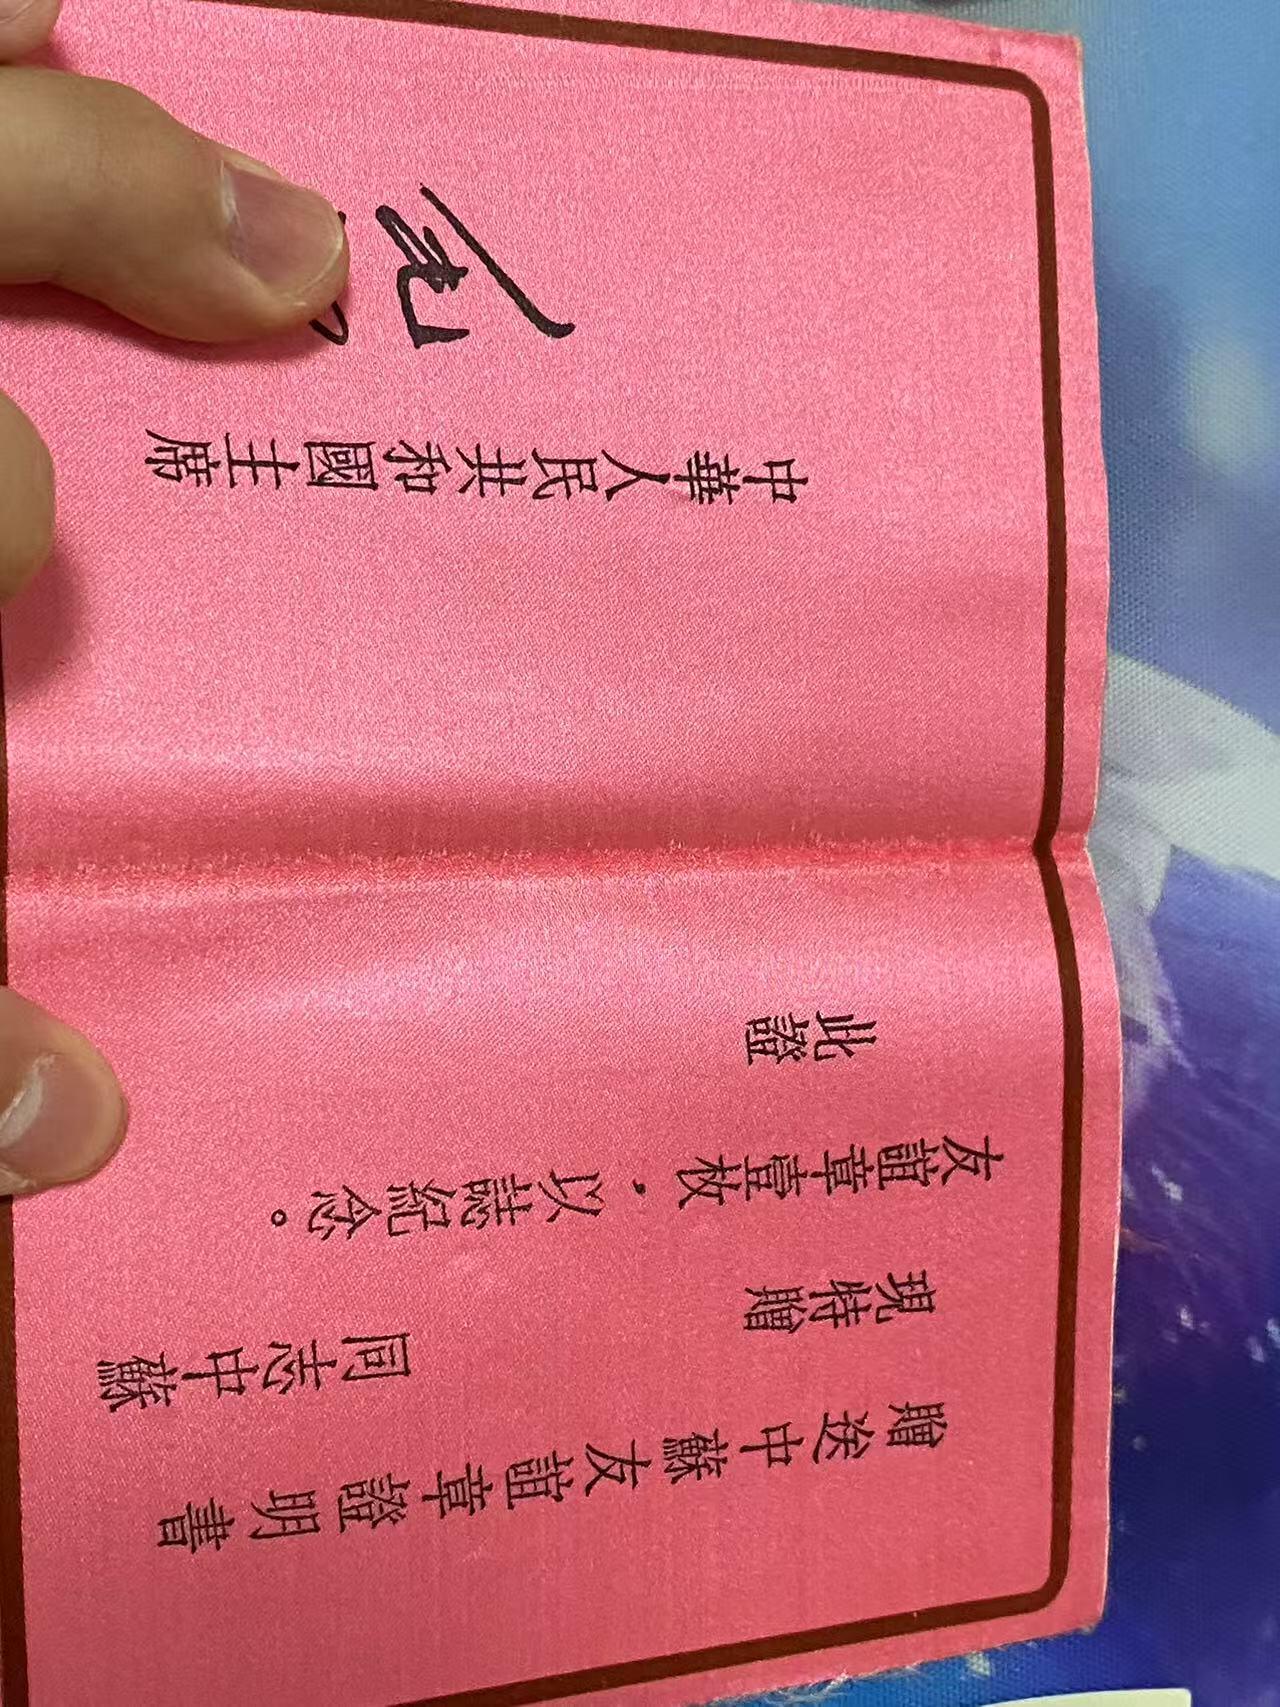 贈送中蘇友誼章證明書
現特贈
同志中蘇
友誼章壹枚，以誌紀念。
此證
中華人民共和國主席
毛